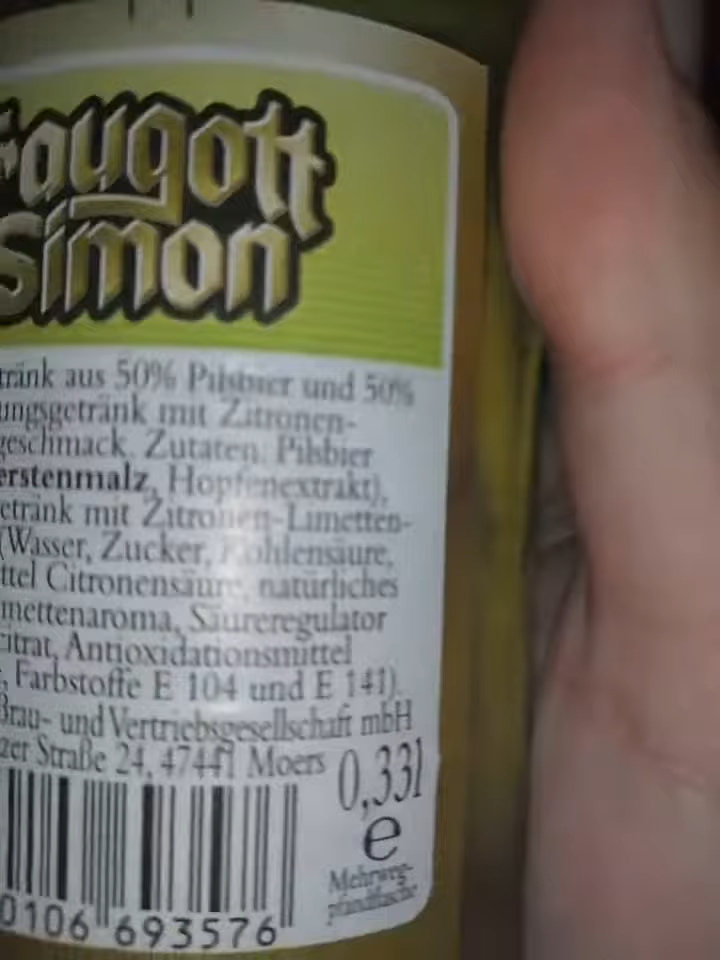 augott
Simon
tränk aus 50% Pilsbier und 50%
ungsgetränk mit Zitronen-
geschmack. Zutaten: Pilsbier
erstenmalz, Hopfenextrakt),
etränk mit Zitronen-Limetten-
(Wasser, Zucker, Kohlensäure,
ttel Citronensäure, natürliches
mettenaroma, Säureregulator
citrat, Antioxidationsmittel
, Farbstoffe E 104 und E 141).
Brau- und Vertriebsgesellschaft mbH
zer Straße 24, 47441 Moers
0,33l
e
Mehrweg-
pfandflasche
0106 693576